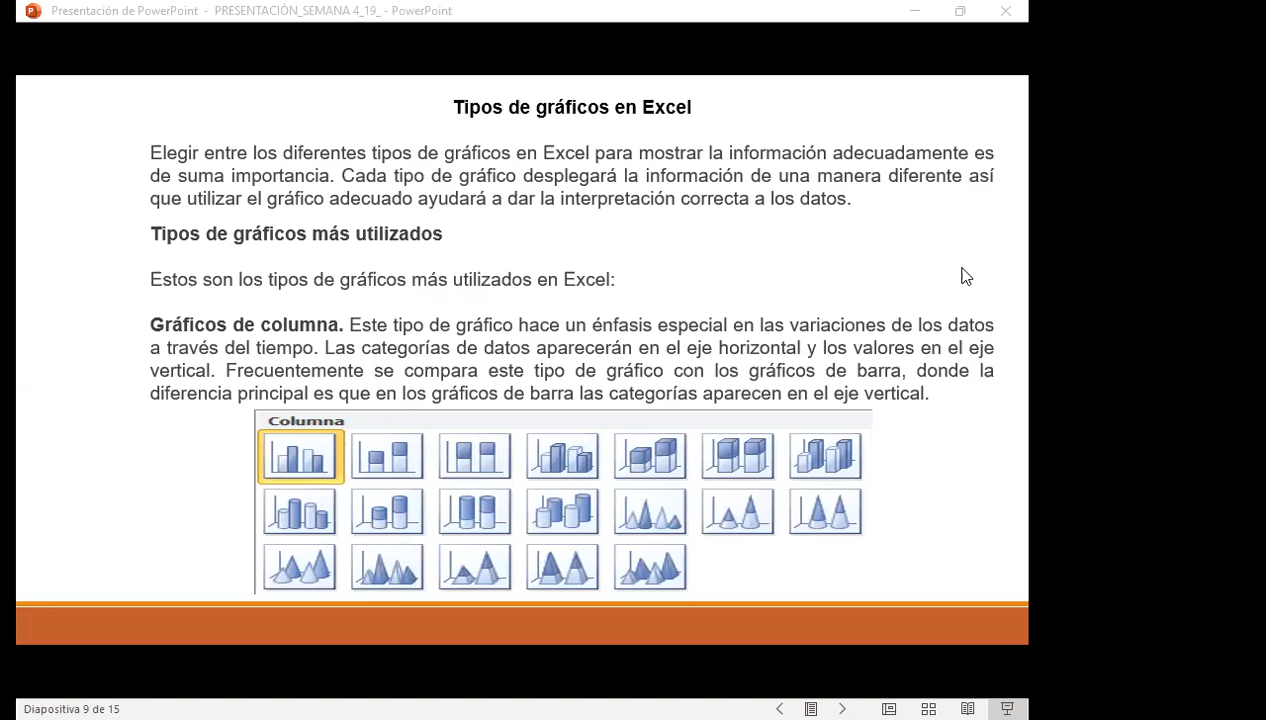 Presentación de PowerPoint - PRESENTACIÓN_SEMANA 4_19_ - PowerPoint
Tipos de gráficos en Excel
Elegir entre los diferentes tipos de gráficos en Excel para mostrar la información adecuadamente es
de suma importancia. Cada tipo de gráfico desplegará la información de una manera diferente así
que utilizar el gráfico adecuado ayudará a dar la interpretación correcta a los datos.
Tipos de gráficos más utilizados
Estos son los tipos de gráficos más utilizados en Excel:
Gráficos de columna. Este tipo de gráfico hace un énfasis especial en las variaciones de los datos
a través del tiempo. Las categorías de datos aparecerán en el eje horizontal y los valores en el eje
vertical. Frecuentemente se compara este tipo de gráfico con los gráficos de barra, donde la
diferencia principal es que en los gráficos de barra las categorías aparecen en el eje vertical.
Columna
Diapositiva 9 de 15